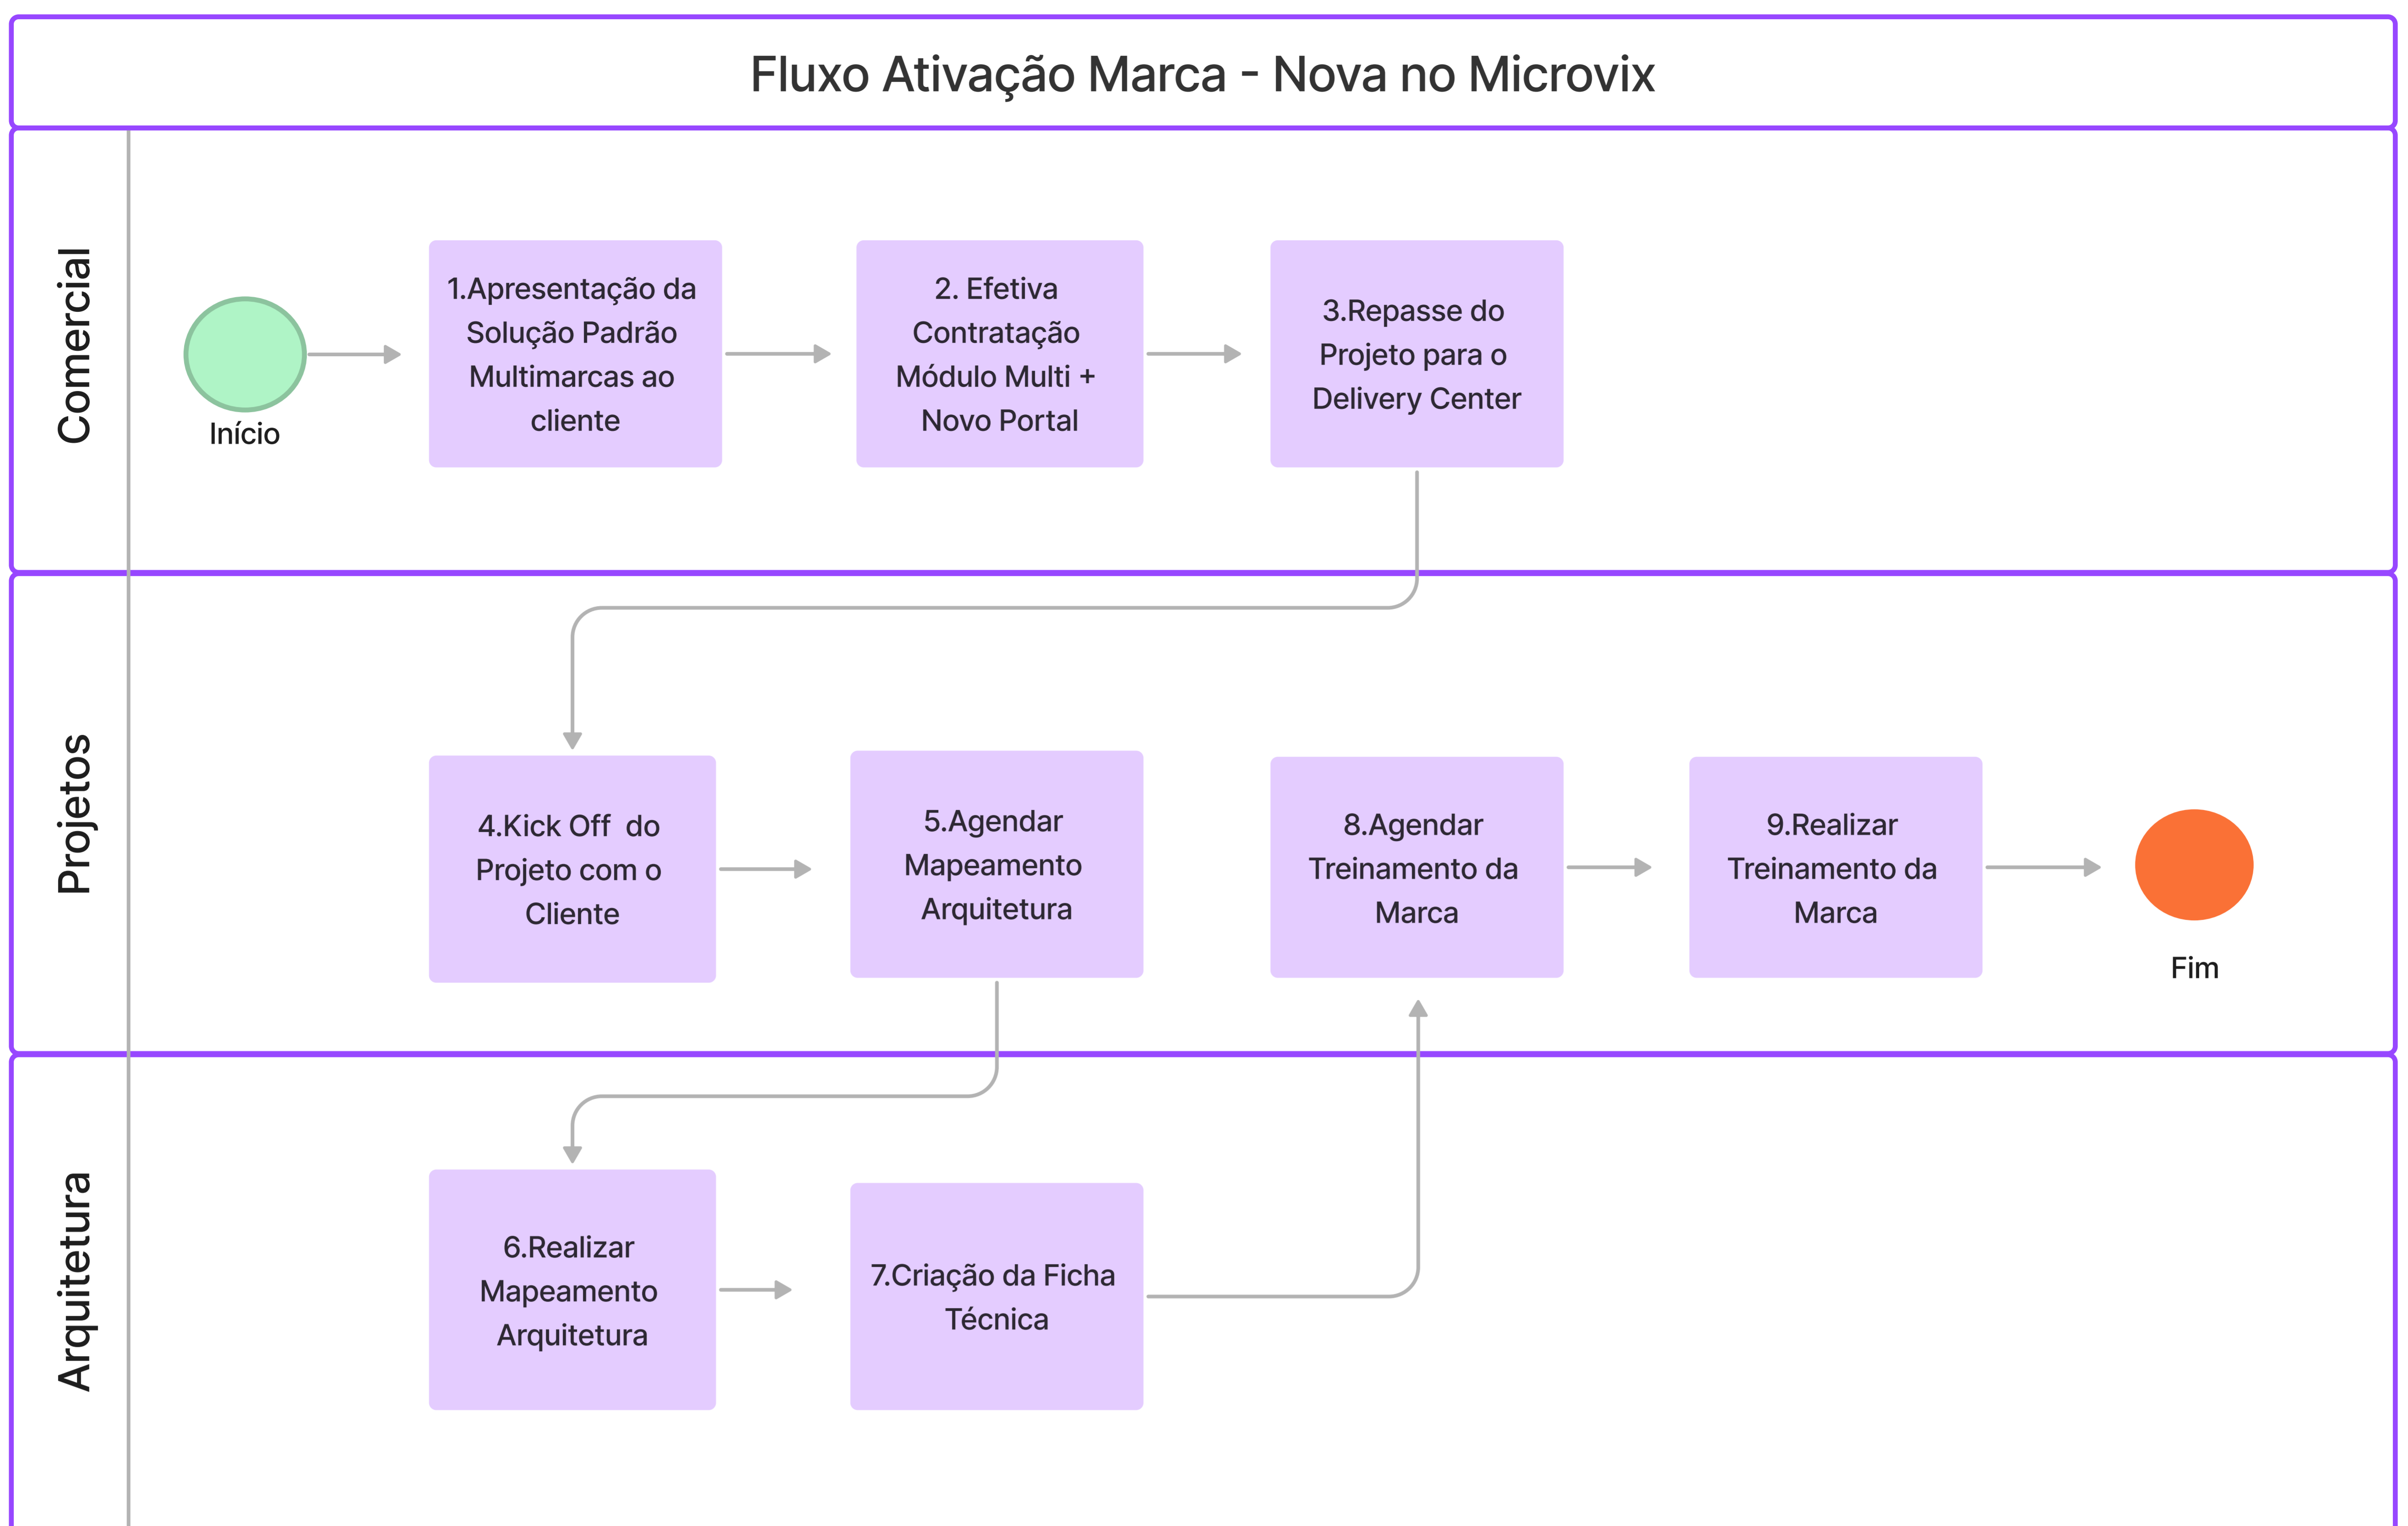 Fluxo Ativação Marca - Nova no Microvix
Comercial
Início
1.Apresentação da
Solução Padrão
Multimarcas ao
cliente
2. Efetiva
Contratação
Módulo Multi +
Novo Portal
3.Repasse do
Projeto para o
Delivery Center
Projetos
4.Kick Off  do
Projeto com o
Cliente
5.Agendar
Mapeamento
Arquitetura
8.Agendar
Treinamento da
Marca
9.Realizar
Treinamento da
Marca
Fim
Arquitetura
6.Realizar
Mapeamento
Arquitetura
7.Criação da Ficha
Técnica